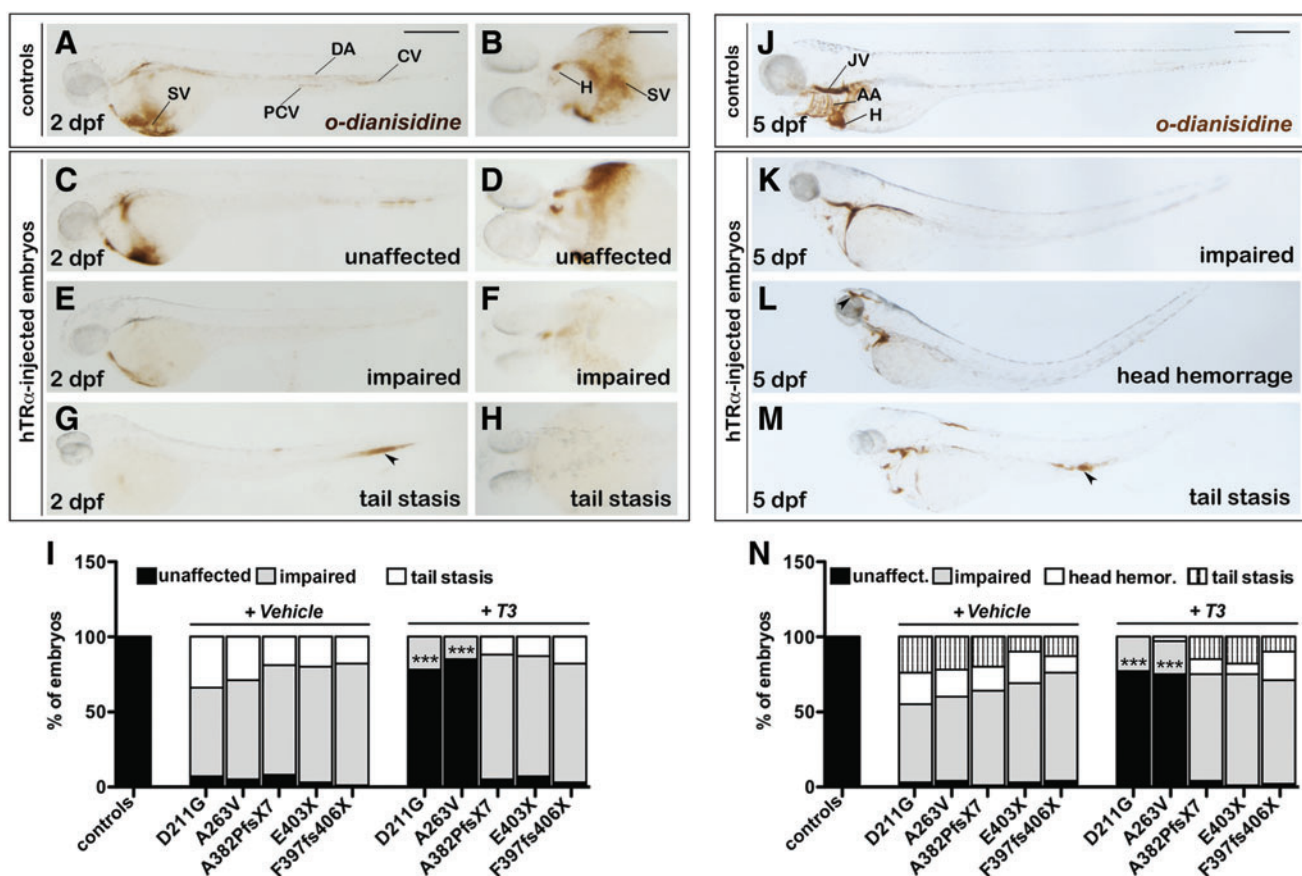 controls
A
DA
CV
SV
PCV
2 dpf
o-dianisidine
B
H
SV
J
JV
AA
H
controls
5 dpf
o-dianisidine
hTRα-injected embryos
C
2 dpf
unaffected
D
unaffected
E
2 dpf
impaired
F
impaired
G
2 dpf
tail stasis
H
tail stasis
hTRα-injected embryos
K
5 dpf
impaired
L
5 dpf
head hemorrage
M
5 dpf
tail stasis
I
150
100
50
0
% of embryos
unaffected
impaired
tail stasis
+ Vehicle
+ T3
***
***
controls
D211G
A263V
A382PfsX7
E403X
F397fs406X
D211G
A263V
A382PfsX7
E403X
F397fs406X
N
150
100
50
0
% of embryos
unaffect.
impaired
head hemor.
tail stasis
+ Vehicle
+ T3
***
***
controls
D211G
A263V
A382PfsX7
E403X
F397fs406X
D211G
A263V
A382PfsX7
E403X
F397fs406X